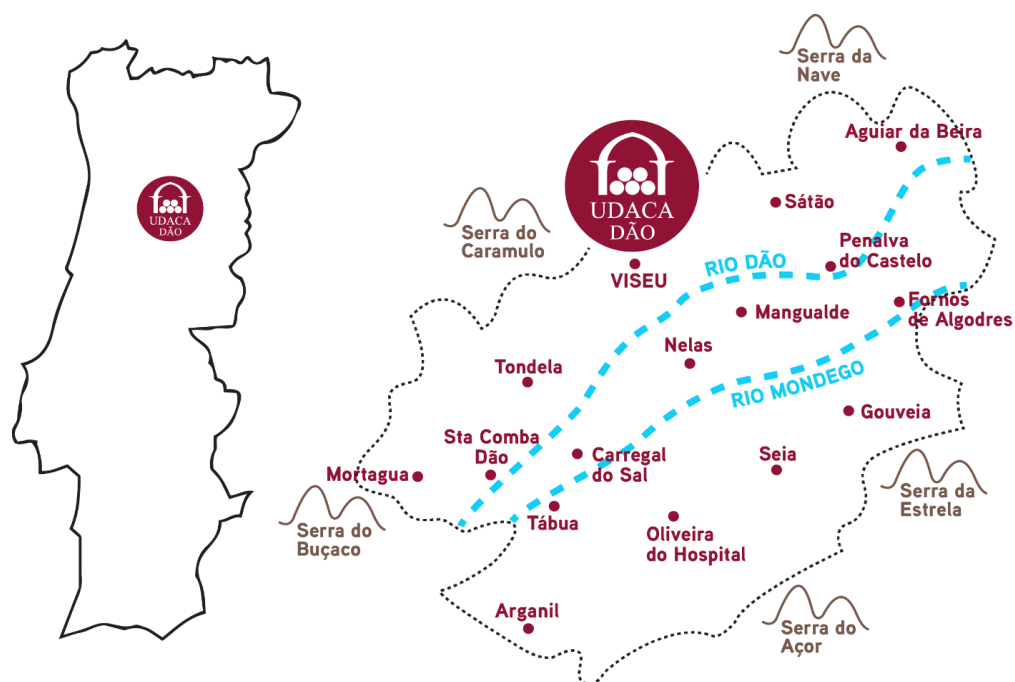 UDACA
DÃO
Serra da
Nave
Aguiar da Beira
UDACA
DÃO
Sátão
Serra do
Caramulo
Penalva
do Castelo
RIO DÃO
VISEU
Fornos
de Algodres
Mangualde
Nelas
Tondela
RIO MONDEGO
Gouveia
Sta Comba
Dão
Carregal
do Sal
Seia
Mortagua
Serra da
Estrela
Tábua
Serra do
Buçaco
Oliveira
do Hospital
Arganil
Serra do
Açor